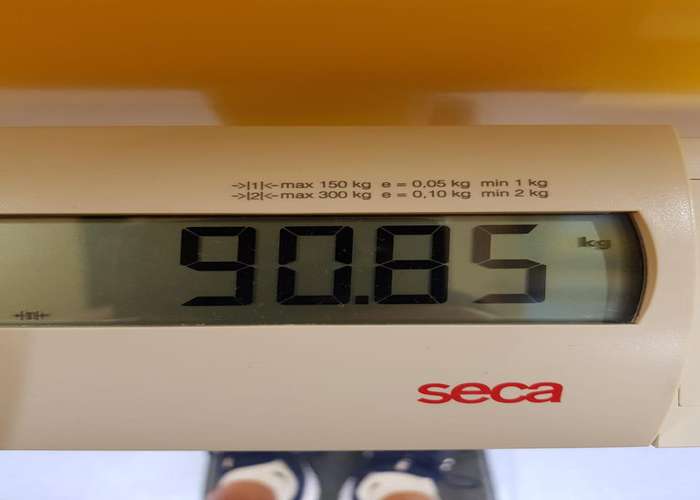 ->|1|<- max 150 kg e = 0,05 kg min 1 kg
->|2|<- max 300 kg e = 0,10 kg min 2 kg
90.85 kg
seca